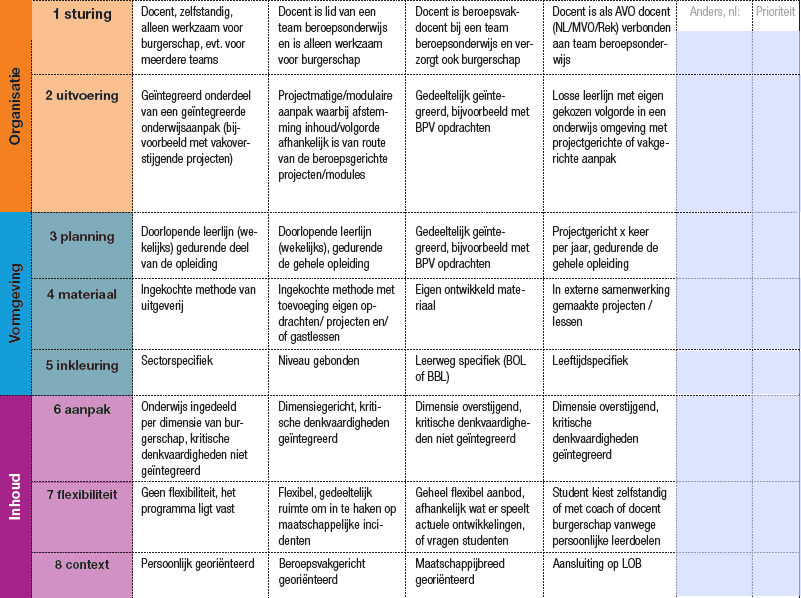 Organisatie
1 sturing
Docent, zelfstandig,
alleen werkzaam voor
burgerschap, evt. voor
meerdere teams
Docent is lid van een
team beroepsonderwijs
en is alleen werkzaam
voor burgerschap
Docent is beroepsvak-
docent bij een team
beroepsonderwijs en ver-
zorgt ook burgerschap
Docent is als AVO docent
(NL/MVO/Rek) verbonden
aan team beroepsonder-
wijs
Anders, nl:
Prioriteit
2 uitvoering
Geïntegreerd onderdeel
van een geïntegreerde
onderwijsaanpak (bij-
voorbeeld met vakover-
stijgende projecten)
Projectmatige/modulaire
aanpak waarbij afstem-
ming inhoud/volgorde
afhankelijk is van route
van de beroepsgerichte
projecten/modules
Gedeeltelijk geïnte-
greerd, bijvoorbeeld met
BPV opdrachten
Losse leerlijn met eigen
gekozen volgorde in een
onderwijs omgeving met
projectgerichte of vakge-
richte aanpak
Vormgeving
3 planning
Doorlopende leerlijn (we-
kelijks) gedurende deel
van de opleiding
Doorlopende leerlijn
(wekelijks), gedurende
de gehele opleiding
Gedeeltelijk geïnte-
greerd, bijvoorbeeld met
BPV opdrachten
Projectgericht x keer
per jaar, gedurende de
gehele opleiding
4 materiaal
Ingekochte methode van
uitgeverij
Ingekochte methode met
toevoeging eigen op-
drachten/ projecten en/
of gastlessen
Eigen ontwikkeld mate-
riaal
In externe samenwerking
gemaakte projecten /
lessen
5 inkleuring
Sectorspecifiek
Niveau gebonden
Leerweg specifiek (BOL
of BBL)
Leeftijdspecifiek
Inhoud
6 aanpak
Onderwijs ingedeeld
per dimensie van bur-
gerschap, kritische
denkvaardigheden niet
geïntegreerd
Dimensiegericht, kriti-
sche denkvaardigheden
geïntegreerd
Dimensie overstijgend,
kritische denkvaardighe-
den niet geïntegreerd
Dimensie overstijgend,
kritische
denkvaardigheden
geïntegreerd
7 flexibiliteit
Geen flexibiliteit, het
programma ligt vast
Flexibel, gedeeltelijk
ruimte om in te haken op
maatschappelijke inci-
denten
Geheel flexibel aanbod,
afhankelijk wat er speelt
actuele ontwikkelingen,
of vragen studenten
Student kiest zelfstandig
of met coach of docent
burgerschap vanwege
persoonlijke leerdoelen
8 context
Persoonlijk georiënteerd
Beroepsvakgericht
georiënteerd
Maatschappijbreed
georiënteerd
Aansluiting op LOB